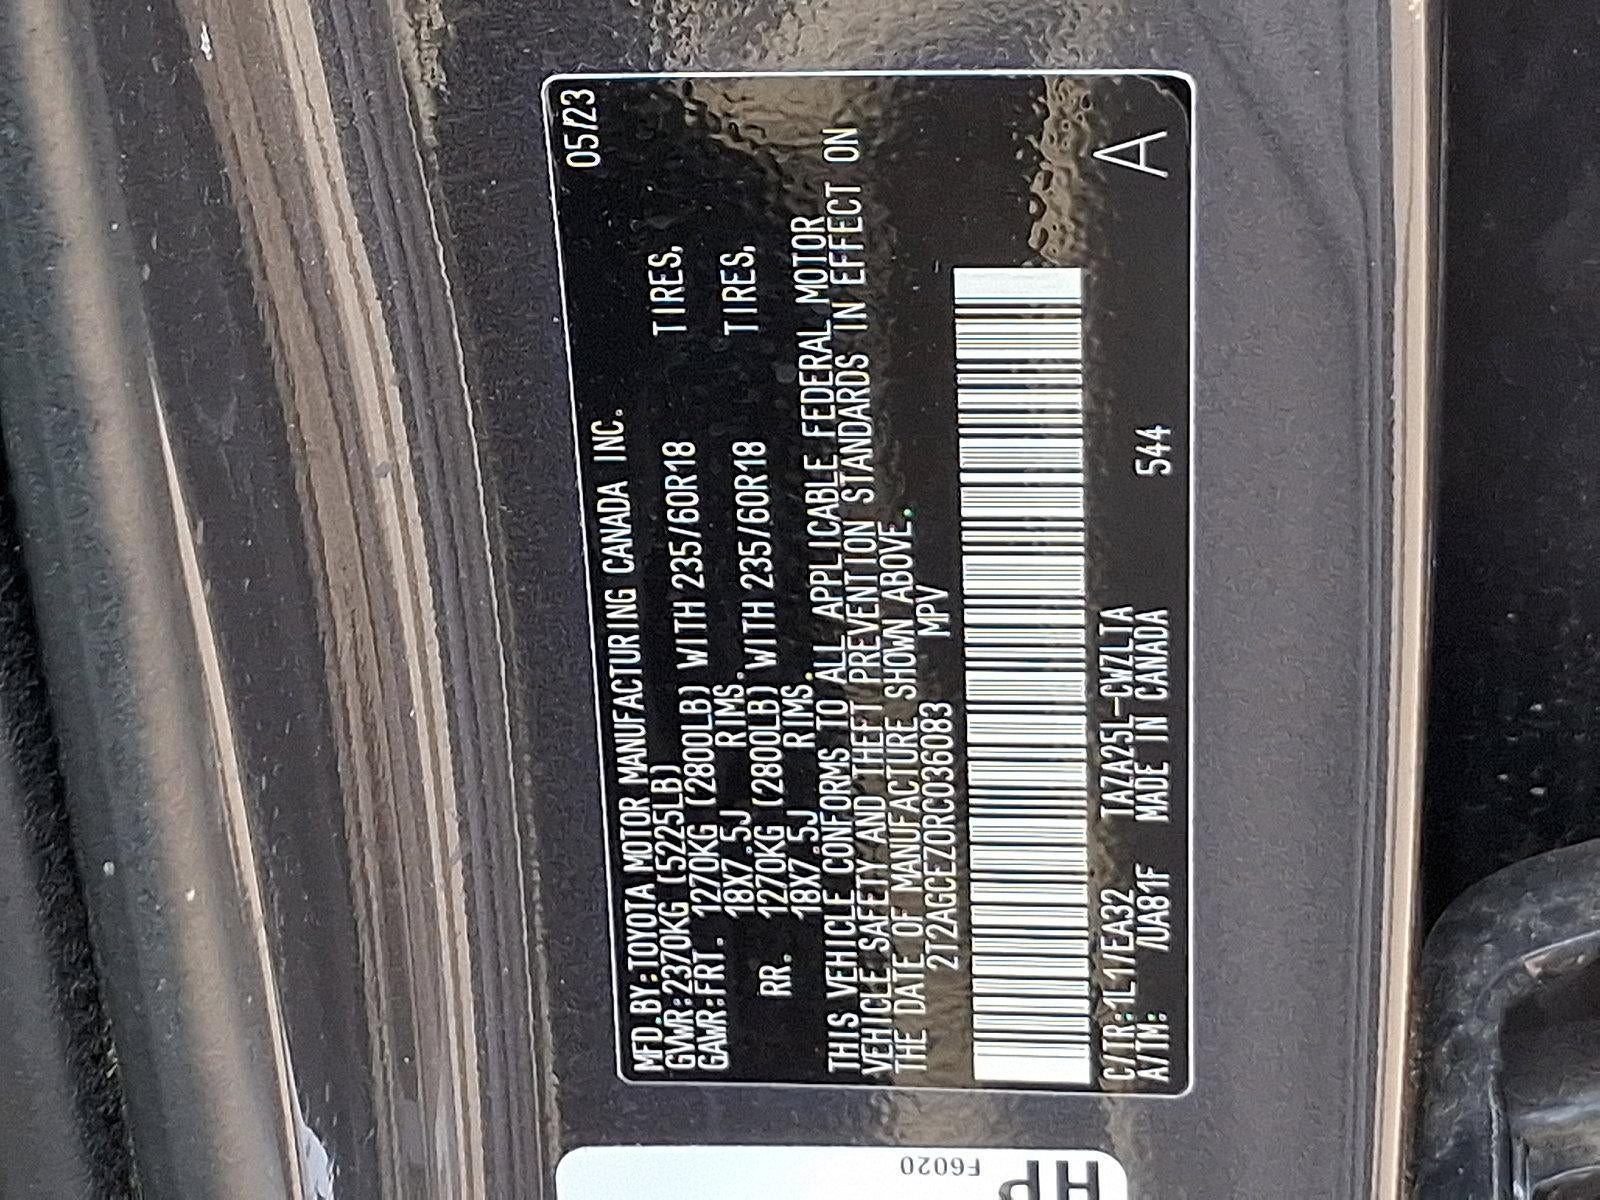 MFD.BY:TOYOTA MOTOR MANUFACTURING CANADA INC. 05/23
GVWR:2370KG (5225LB)
GAWR:FRT. 1270KG (2800LB) WITH 235/60R18 TIRES,
18X7.5J RIMS.
RR. 1270KG (2800LB) WITH 235/60R18 TIRES,
18X7.5J RIMS.
THIS VEHICLE CONFORMS TO ALL APPLICABLE FEDERAL MOTOR
VEHICLE SAFETY AND THEFT PREVENTION STANDARDS IN EFFECT ON
THE DATE OF MANUFACTURE SHOWN ABOVE.
2T2AGCEZ0RC036083 MPV
C/TR:1L1/EA32 TAZA25L-CWZLTA
A/TM: /UA81F MADE IN CANADA 544
A
F6020